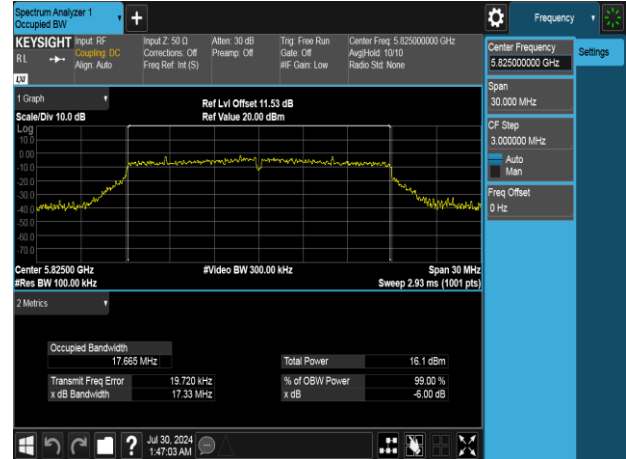 Spectrum Analyzer 1
Occupied BW
Frequency
KEYSIGHT
R L
Input: RF
Coupling: DC
Align: Auto
Input Z: 50 Ω
Corrections: Off
Freq Ref: Int (S)
Atten: 30 dB
Preamp: Off
Trig: Free Run
Gate: Off
#IF Gain: Low
Center Freq: 5.825000000 GHz
Avg|Hold: 10/10
Radio Std: None
LXI
Center Frequency
5.825000000 GHz
Settings
Span
30.000 MHz
CF Step
3.000000 MHz
Auto
Man
Freq Offset
0 Hz
1 Graph
Scale/Div 10.0 dB
Ref Lvl Offset 11.53 dB
Ref Value 20.00 dBm
Log
10.0
0.00
-10.0
-20.0
-30.0
-40.0
-50.0
-60.0
-70.0
Center 5.82500 GHz
#Res BW 100.00 kHz
#Video BW 300.00 kHz
Span 30 MHz
Sweep 2.93 ms (1001 pts)
2 Metrics
Occupied Bandwidth
17.665 MHz
Total Power 16.1 dBm
Transmit Freq Error 19.720 kHz
% of OBW Power 99.00 %
x dB Bandwidth 17.33 MHz
x dB -6.00 dB
Jul 30, 2024
1:47:03 AM